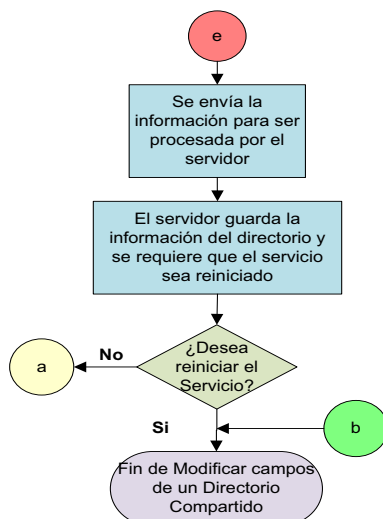 e
Se envía la
información para ser
procesada por el
servidor
El servidor guarda la
información del directorio y
se requiere que el servicio
sea reiniciado
¿Desea
reiniciar el
Servicio?
No
a
Si
b
Fin de Modificar campos
de un Directorio
Compartido